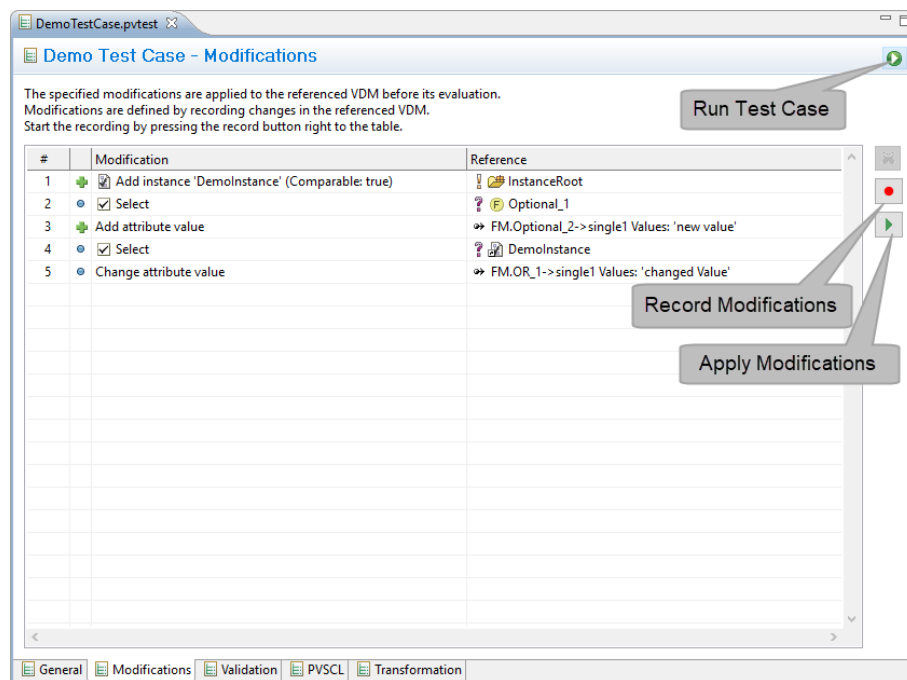 DemoTestCase.pvtest
Demo Test Case - Modifications
The specified modifications are applied to the referenced VDM before its evaluation.
Modifications are defined by recording changes in the referenced VDM.
Start the recording by pressing the record button right to the table.
Run Test Case
# Modification Reference
1 Add instance 'DemoInstance' (Comparable: true) ! InstanceRoot
2 Select ? F Optional_1
3 Add attribute value FM.Optional_2->single1 Values: 'new value'
4 Select ? DemoInstance
5 Change attribute value FM.OR_1->single1 Values: 'changed Value'
Record Modifications
Apply Modifications
General Modifications Validation PVSCL Transformation